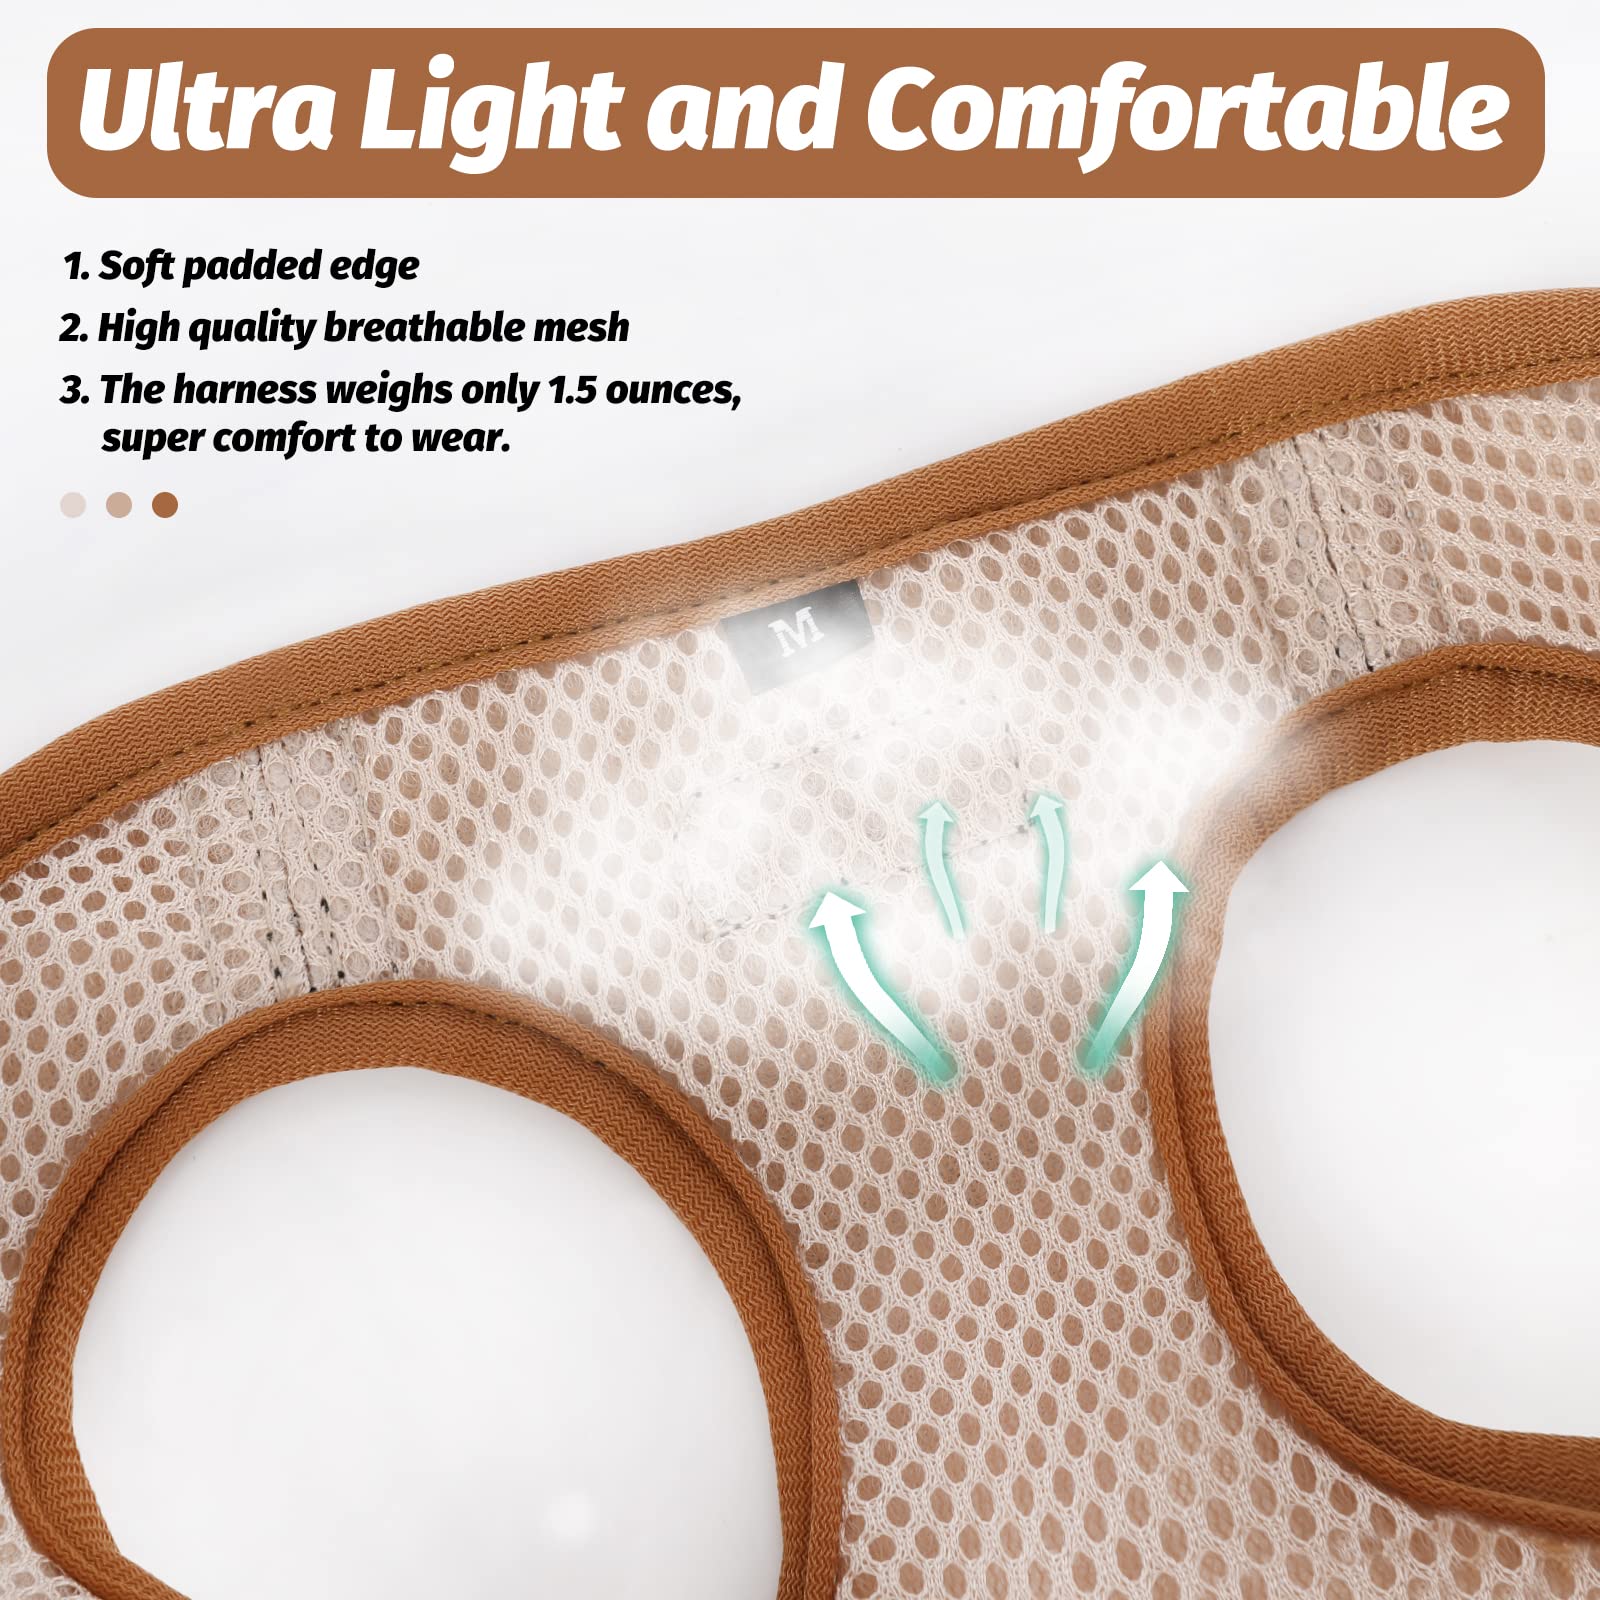 Ultra Light and Comfortable
1. Soft padded edge
2. High quality breathable mesh
3. The harness weighs only 1.5 ounces,
super comfort to wear.
M